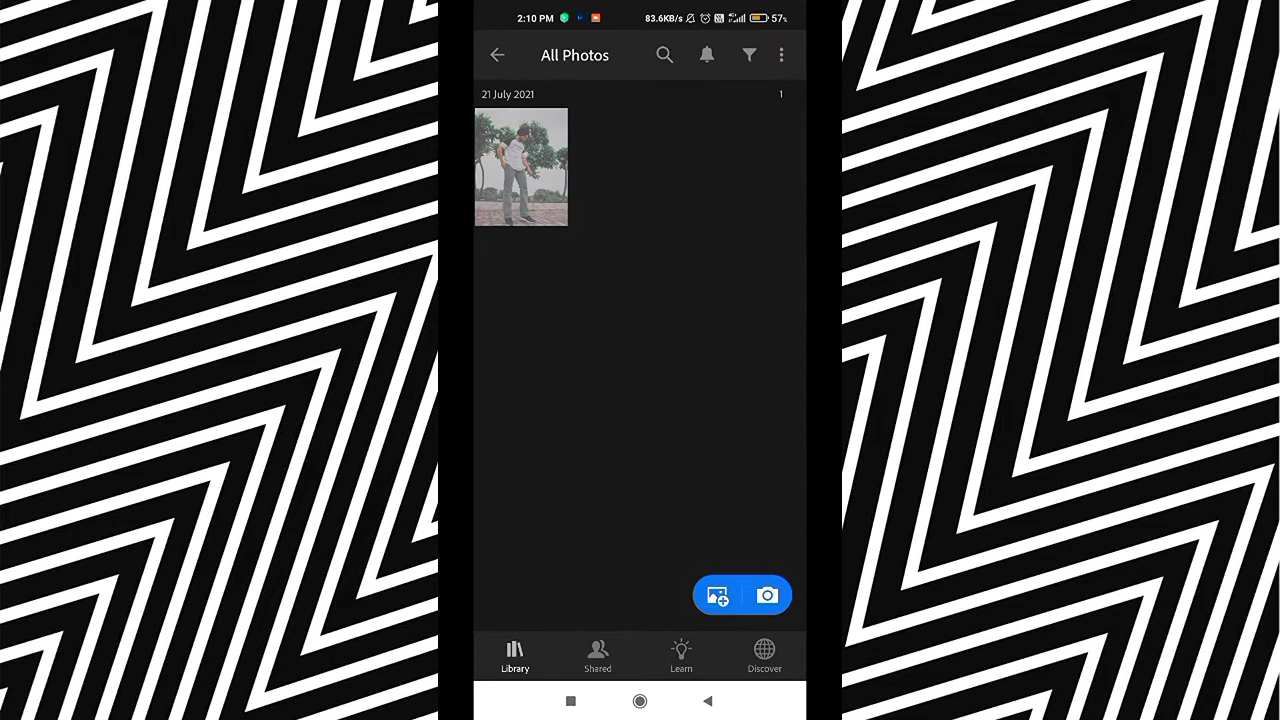 2:10 PM 83.6KB/s 57%
All Photos
21 July 2021 1
Library Shared Learn Discover